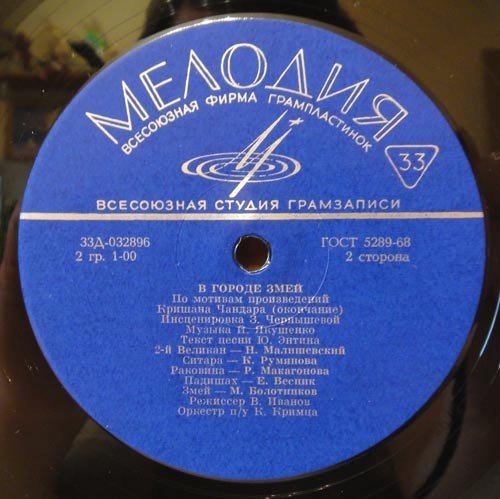 МЕЛОДИЯ
ВСЕСОЮЗНАЯ ФИРМА ГРАМПЛАСТИНОК
33
ВСЕСОЮЗНАЯ СТУДИЯ ГРАМЗАПИСИ
33Д-032896 ГОСТ 5289-68
2 гр. 1-00 2 сторона
В ГОРОДЕ ЗМЕЙ
По мотивам произведений
Кришана Чандара (окончание)
Инсценировка З. Чернышевой
Музыка И. Якушенко
Текст песни Ю. Энтина
2-й Великан — Н. Малишевский
Ситара — К. Румянова
Раковина — Р. Макагонова
Падишах — Е. Весник
Змей — М. Болотников
Режиссер В. Иванов
Оркестр п/у К. Кримца